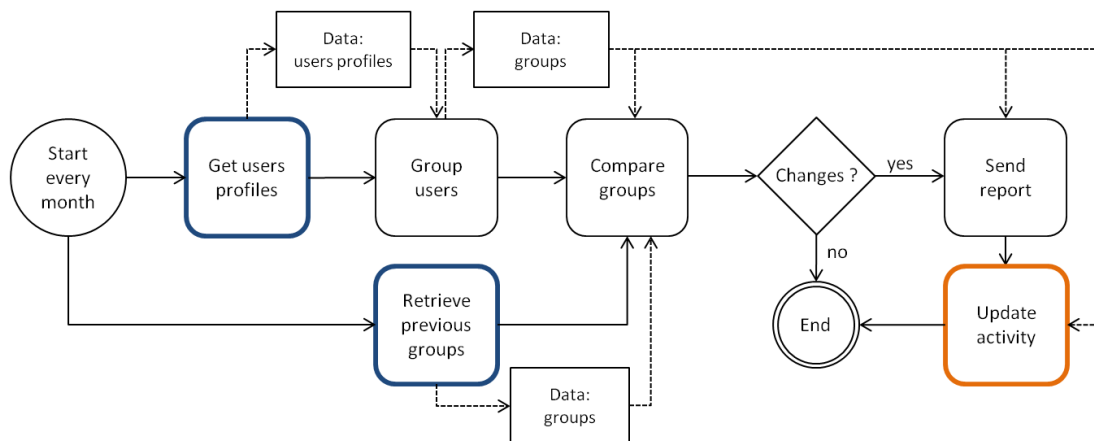 Data:
users profiles
Data:
groups
Start
every
month
Get users
profiles
Group
users
Compare
groups
Changes ?
yes
Send
report
no
Retrieve
previous
groups
End
Update
activity
Data:
groups